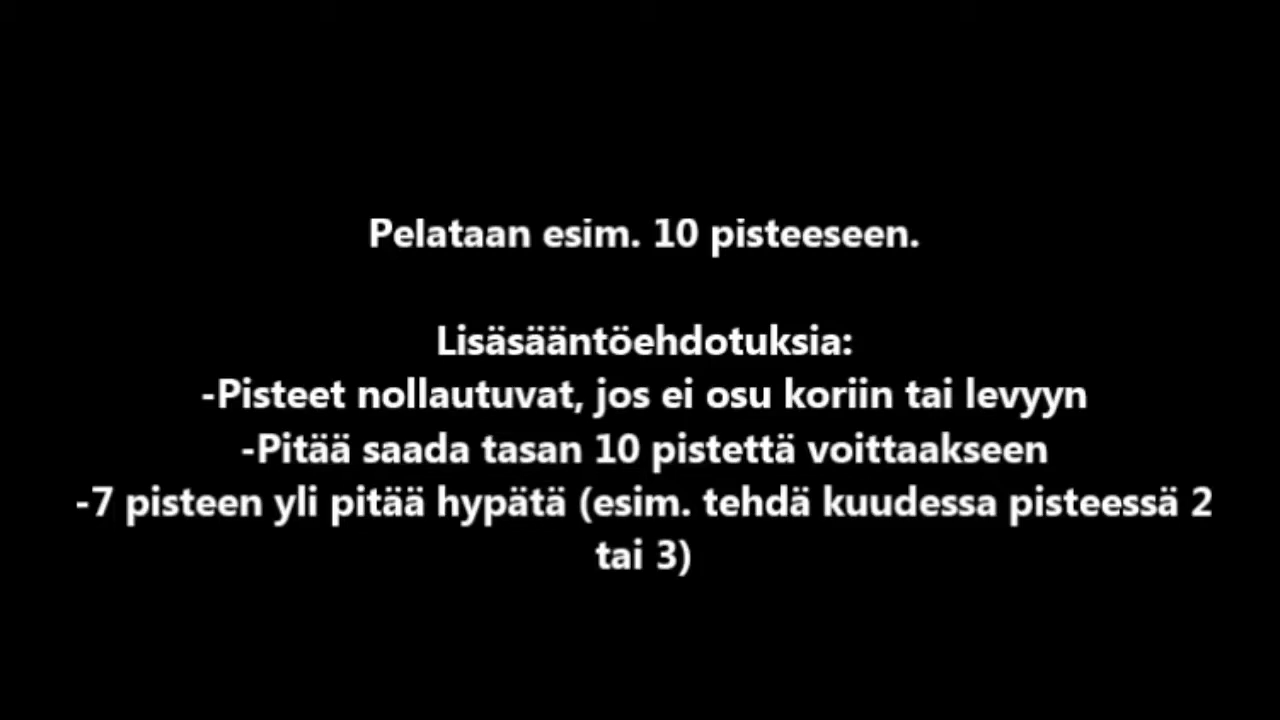 Pelataan esim. 10 pisteeseen.
Lisäsääntöehdotuksia:
-Pisteet nollautuvat, jos ei osu koriin tai levyyn
-Pitää saada tasan 10 pistettä voittaakseen
-7 pisteen yli pitää hypätä (esim. tehdä kuudessa pisteessä 2
tai 3)